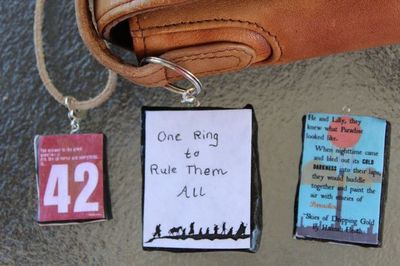 42
One Ring
to
Rule Them
All
He and Lilly, they
knew what Paradise
looked like.
When nighttime came
and bled out its COLD
DARKNESS into their laps,
they would huddle
together and paint the
air with stories of
"Skies of Dripping Gold